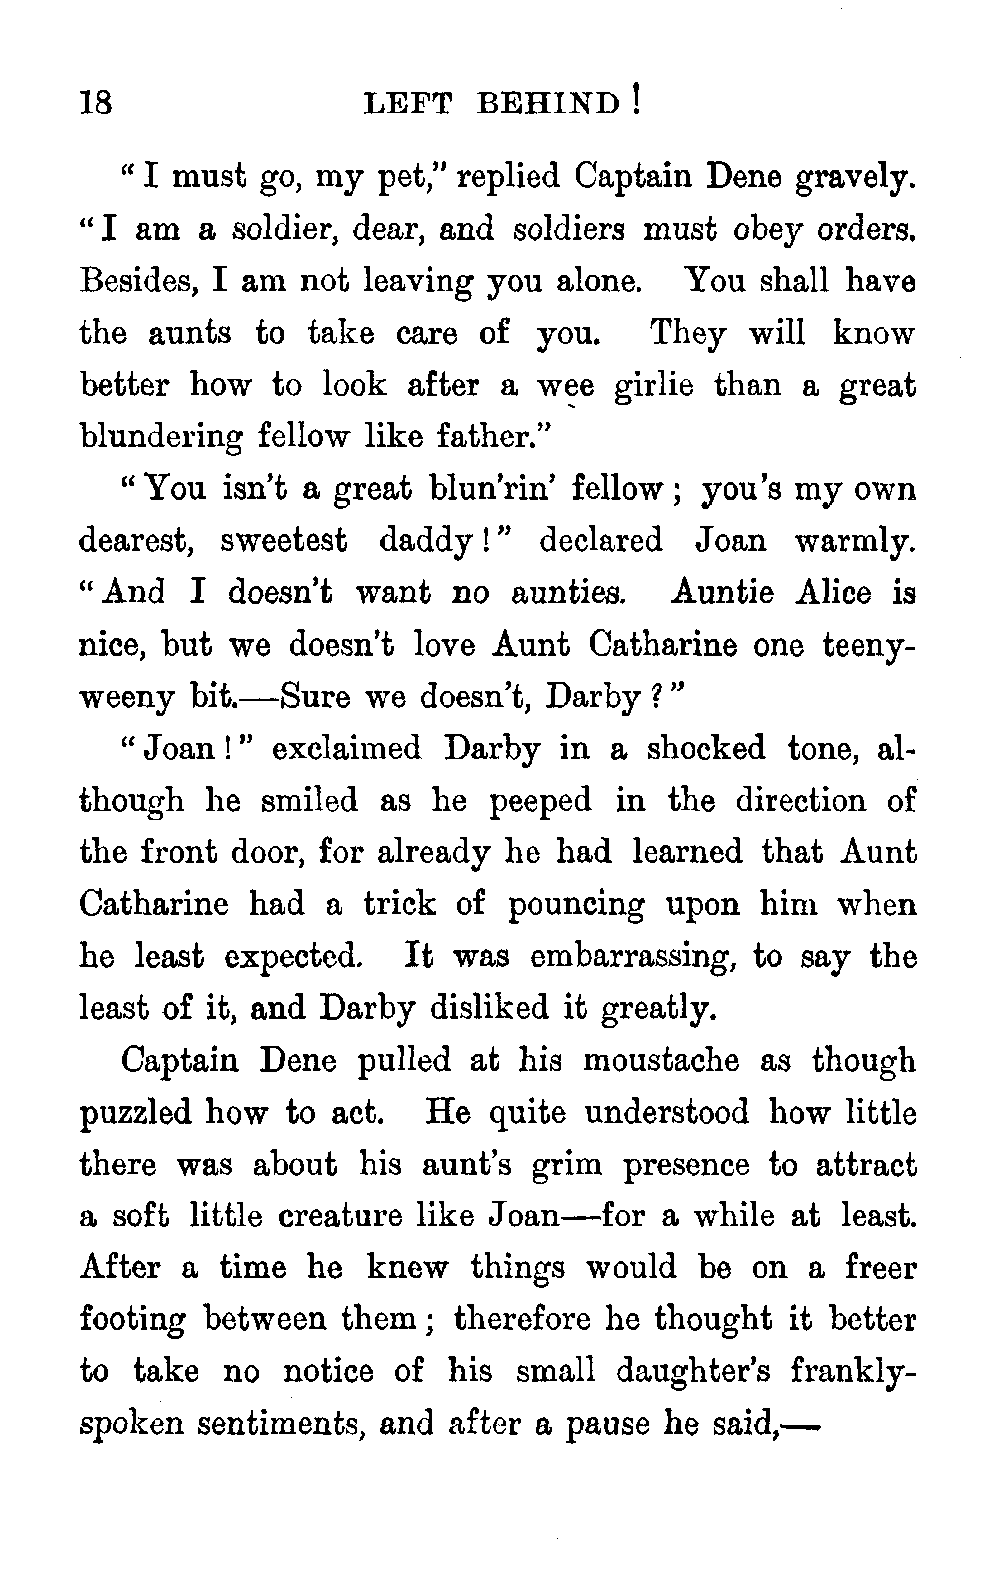 18 LEFT BEHIND !
“ I must go, my pet,” replied Captain Dene gravely.
“ I am a soldier, dear, and soldiers must obey orders.
Besides, I am not leaving you alone. You shall have
the aunts to take care of you. They will know
better how to look after a wee girlie than a great
blundering fellow like father.”
“ You isn’t a great blun’rin’ fellow ; you’s my own
dearest, sweetest daddy ! ” declared Joan warmly.
“ And I doesn’t want no aunties. Auntie Alice is
nice, but we doesn’t love Aunt Catharine one teeny-
weeny bit.—Sure we doesn’t, Darby ? ”
“ Joan ! ” exclaimed Darby in a shocked tone, al-
though he smiled as he peeped in the direction of
the front door, for already he had learned that Aunt
Catharine had a trick of pouncing upon him when
he least expected. It was embarrassing, to say the
least of it, and Darby disliked it greatly.
Captain Dene pulled at his moustache as though
puzzled how to act. He quite understood how little
there was about his aunt’s grim presence to attract
a soft little creature like Joan—for a while at least.
After a time he knew things would be on a freer
footing between them ; therefore he thought it better
to take no notice of his small daughter’s frankly-
spoken sentiments, and after a pause he said,—